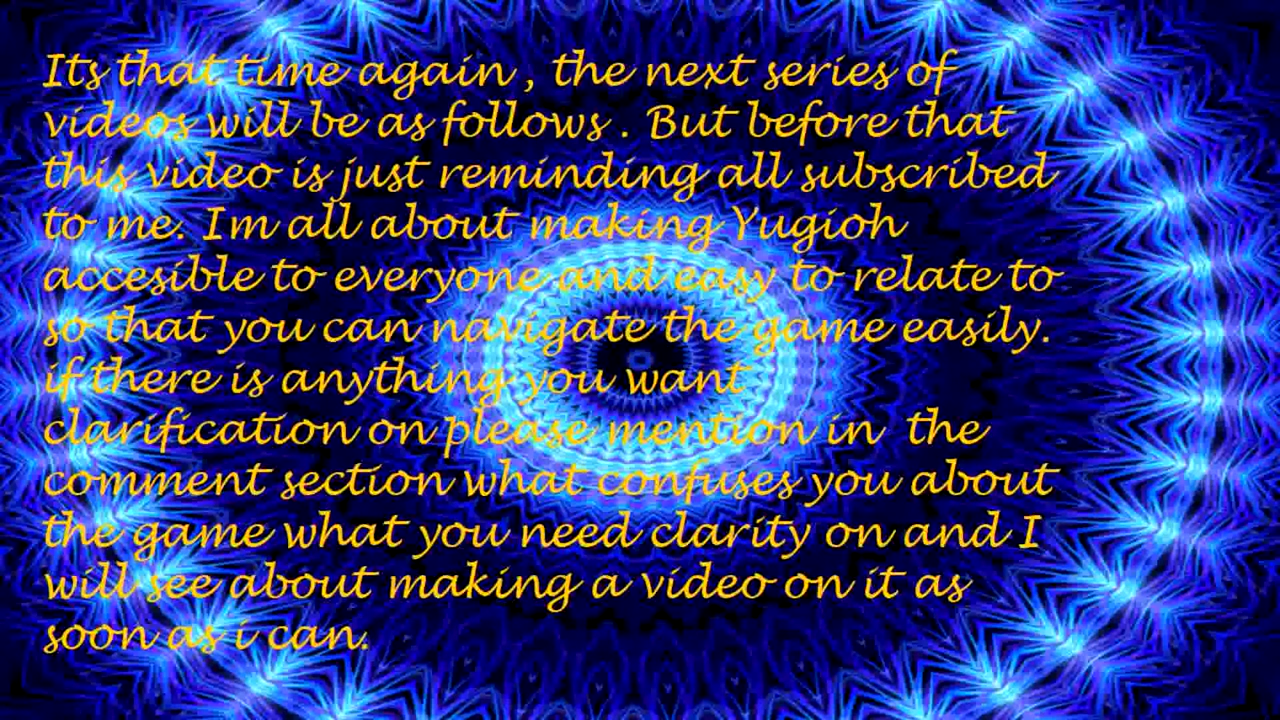 Its that time again , the next series of
videos will be as follows . But before that
this video is just reminding all subscribed
to me. Im all about making Yugioh
accesible to everyone and easy to relate to
so that you can navigate the game easily.
if there is anything you want
clarification on please mention in the
comment section what confuses you about
the game what you need clarity on and I
will see about making a video on it as
soon as i can.